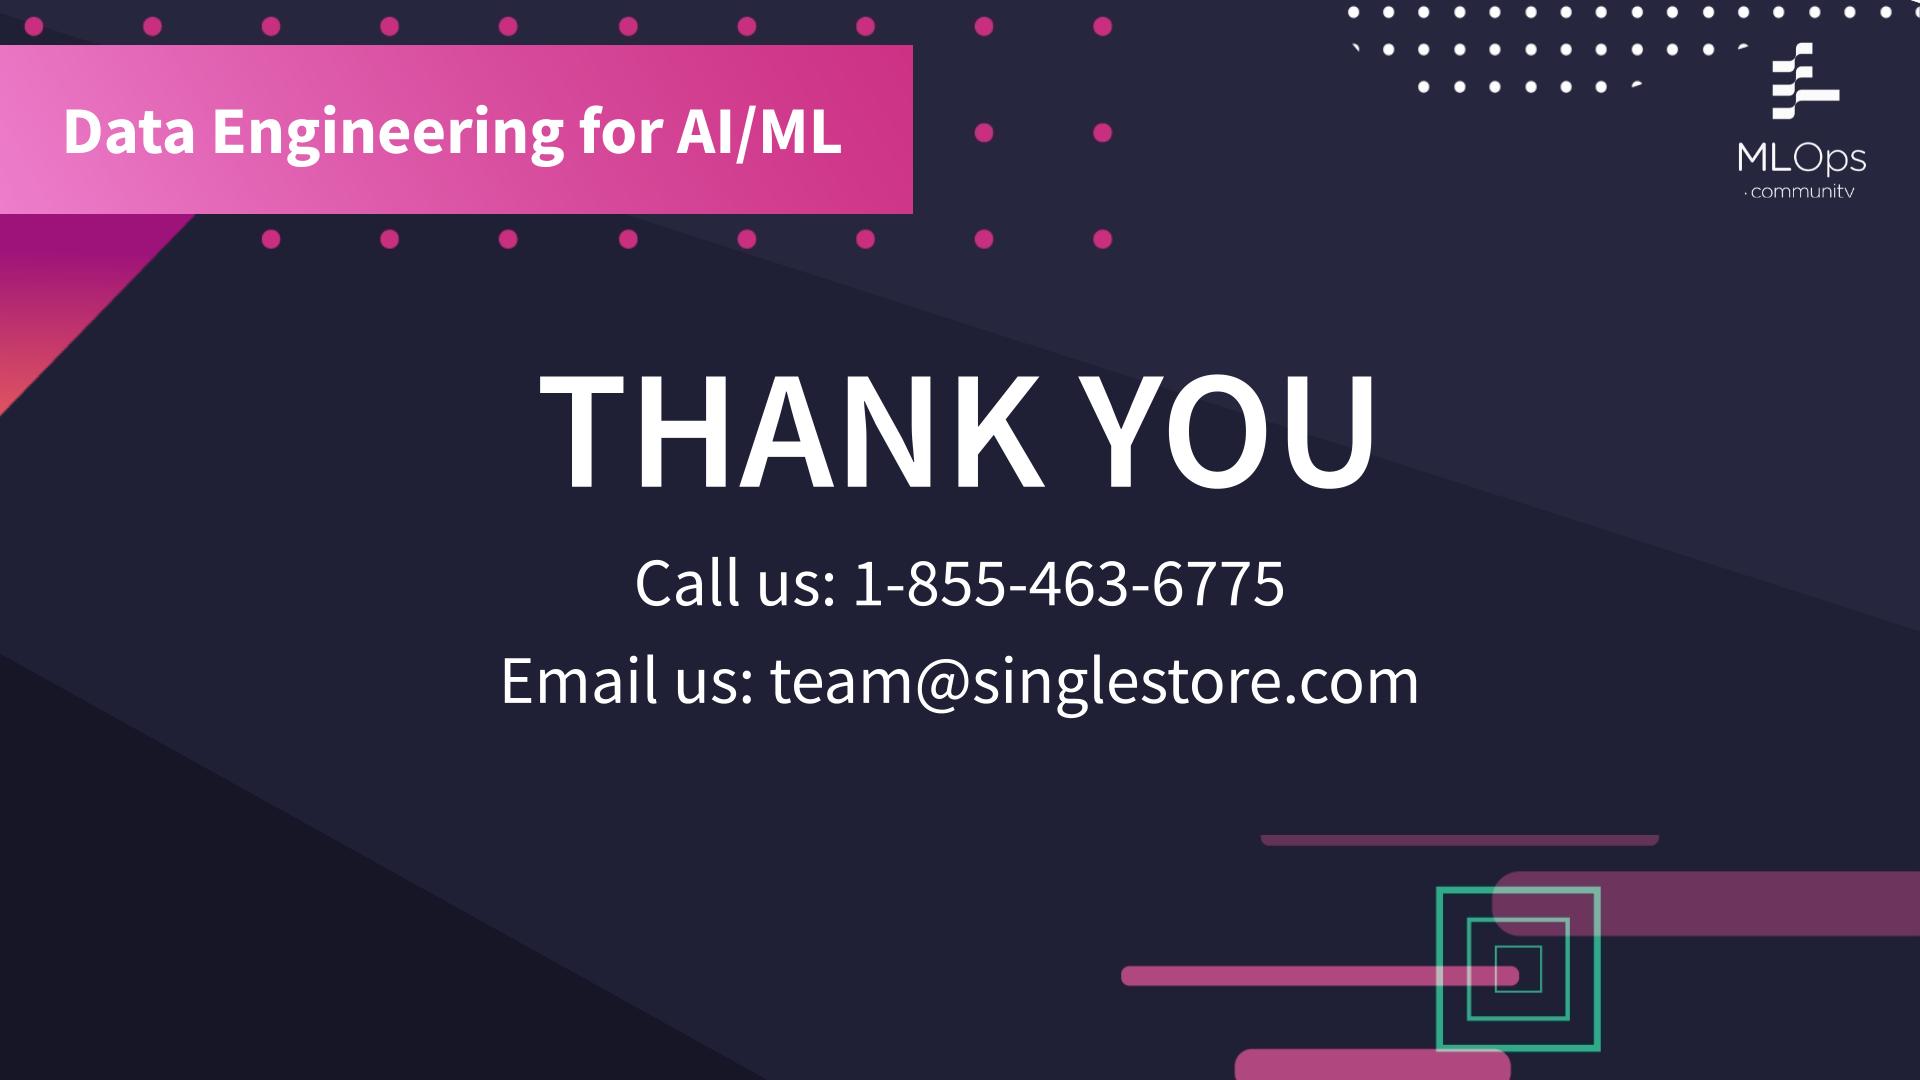 Data Engineering for AI/ML
MLOps
.community
THANK YOU
Call us: 1-855-463-6775
Email us: team@singlestore.com